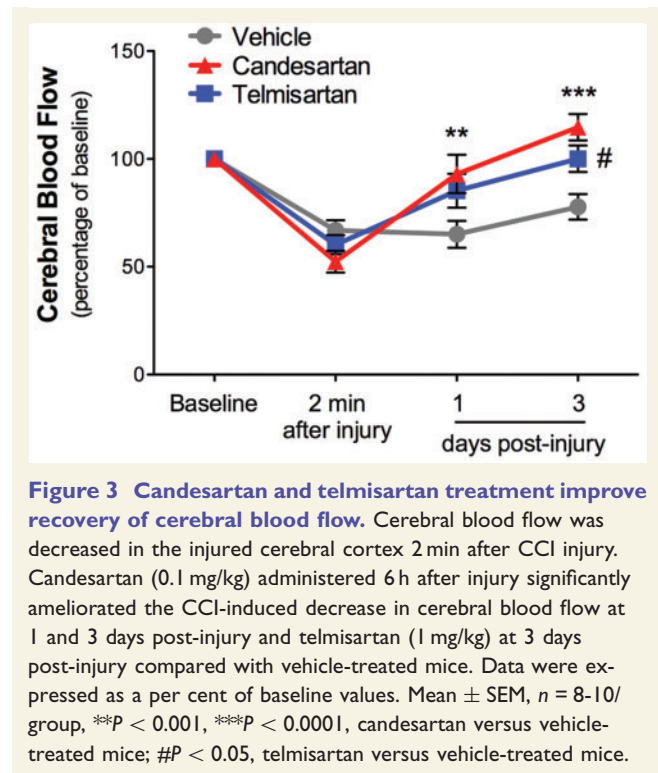 150
100
50
0
Cerebral Blood Flow
(percentage of baseline)
Vehicle
Candesartan
Telmisartan
**
***
#
Baseline
2 min
after injury
1
3
days post-injury
Figure 3 Candesartan and telmisartan treatment improve
recovery of cerebral blood flow. Cerebral blood flow was
decreased in the injured cerebral cortex 2 min after CCI injury.
Candesartan (0.1 mg/kg) administered 6 h after injury significantly
ameliorated the CCI-induced decrease in cerebral blood flow at
1 and 3 days post-injury and telmisartan (1 mg/kg) at 3 days
post-injury compared with vehicle-treated mice. Data were ex-
pressed as a per cent of baseline values. Mean ± SEM, n = 8-10/
group, **P < 0.001, ***P < 0.0001, candesartan versus vehicle-
treated mice; #P < 0.05, telmisartan versus vehicle-treated mice.